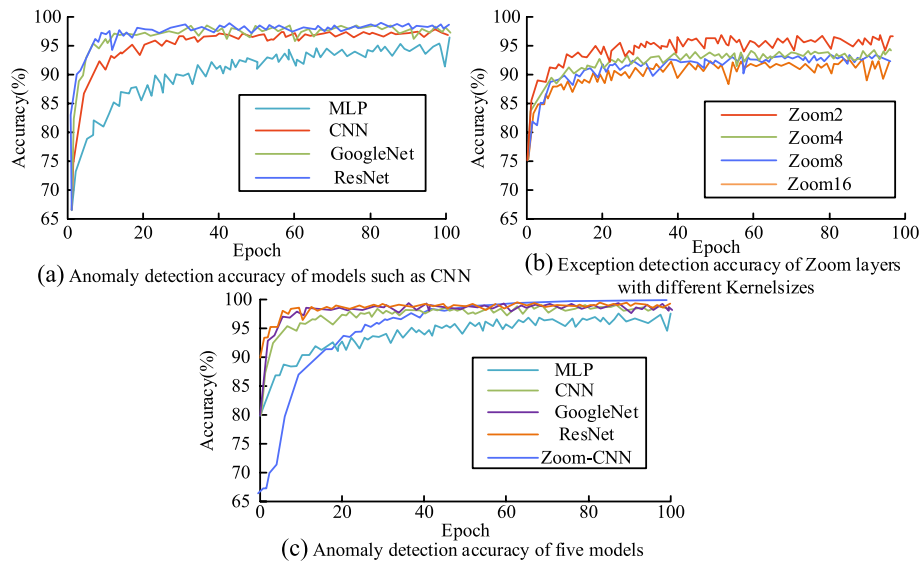 100
95
90
85
80
75
70
65
Accuracy(%)
MLP
CNN
GoogleNet
ResNet
0
20
40
60
80
100
Epoch
(a) Anomaly detection accuracy of models such as CNN
100
95
90
85
80
75
70
65
Accuracy(%)
Zoom2
Zoom4
Zoom8
Zoom16
0
20
40
60
80
100
Epoch
(b) Exception detection accuracy of Zoom layers
with different Kernelsizes
100
95
90
85
80
75
70
65
Accuracy(%)
MLP
CNN
GoogleNet
ResNet
Zoom-CNN
0
20
40
60
80
100
Epoch
(c) Anomaly detection accuracy of five models